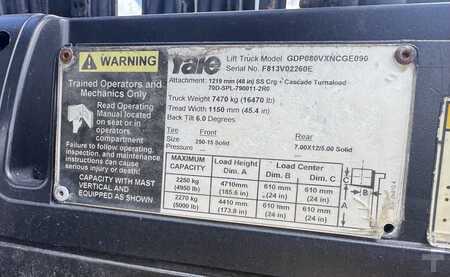 WARNING
Trained Operators and
Mechanics Only
Read Operating
Manual located
on seat or in
operators
compartment
Failure to follow operating,
inspection, and maintenance
instructions can cause
serious injury or death!
CAPACITY WITH MAST
VERTICAL AND
EQUIPPED AS SHOWN
Yale
Lift Truck Model GDP080VXNCGE090
Serial No. F813V02260E
Attachment: 1219 mm (48 in) SS Crg + Cascade Turnaload
70D-SPL-790011-2R0
Truck Weight 7470 kg (16470 lb)
Tread Width 1150 mm (45.4 in)
Back Tilt 6.0 Degrees
Tire Front Rear
Size 250-15 Solid 7.00X12/5.00 Solid
Pressure — —
MAXIMUM CAPACITY Load Height Dim. A Load Center Dim. B Dim. C
2250 kg (4950 lb) 4710mm (185.6 in) 610 mm (24 in) 610 mm (24 in)
2270 kg (5000 lb) 4410 mm (173.8 in) 610 mm (24 in) 610 mm (24 in)
C
B
A